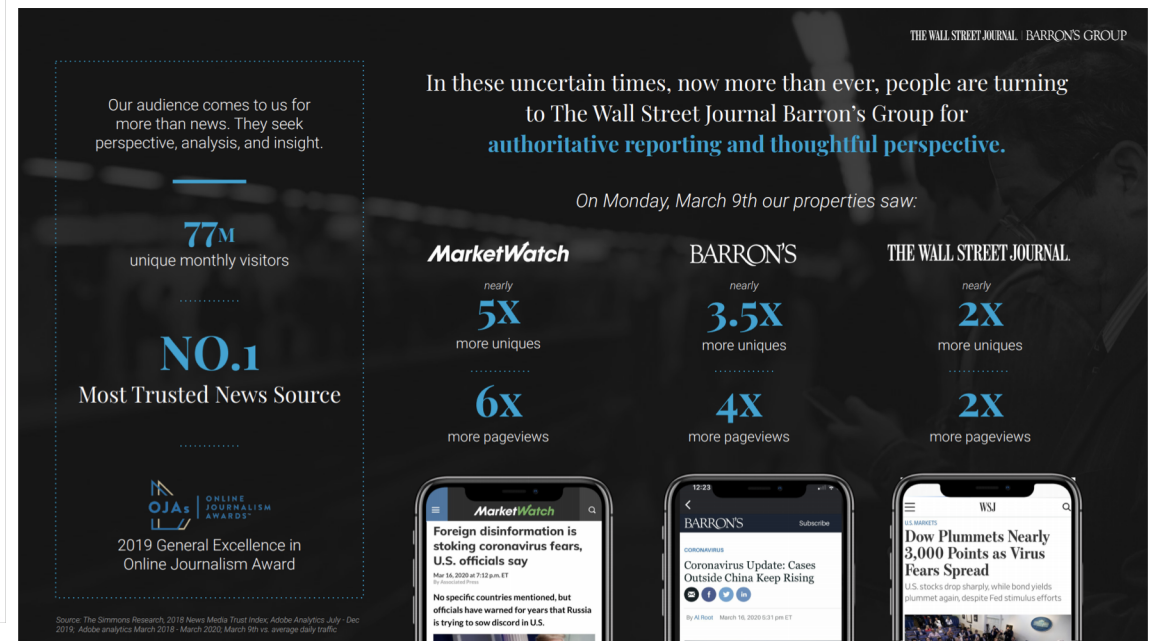 THE WALL STREET JOURNAL. | BARRON'S GROUP
Our audience comes to us for
more than news. They seek
perspective, analysis, and insight.
77M
unique monthly visitors
NO.1
Most Trusted News Source
OJAs
ONLINE
JOURNALISM
AWARDS™
2019 General Excellence in
Online Journalism Award
Source: The Simmons Research, 2018 News Media Trust Index, Adobe Analytics July - Dec
2019; Adobe analytics March 2018 - March 2020; March 9th vs. average daily traffic
In these uncertain times, now more than ever, people are turning
to The Wall Street Journal Barron's Group for
authoritative reporting and thoughtful perspective.
On Monday, March 9th our properties saw:
MarketWatch
nearly
5X
more uniques
6X
more pageviews
BARRON'S
nearly
3.5X
more uniques
4X
more pageviews
THE WALL STREET JOURNAL.
nearly
2X
more uniques
2X
more pageviews
MarketWatch
Foreign disinformation is
stoking coronavirus fears,
U.S. officials say
Mar 16, 2020 at 7:12 p.m. ET
By Associated Press
No specific countries mentioned, but
officials have warned for years that Russia
is trying to sow discord in U.S.
12:23
BARRON'S
Subscribe
CORONAVIRUS
Coronavirus Update: Cases
Outside China Keep Rising
By Al Root March 16, 2020 5:31 pm ET
WSJ
U.S. MARKETS
Dow Plummets Nearly
3,000 Points as Virus
Fears Spread
U.S. stocks drop sharply, while bond yields
plummet again, despite Fed stimulus efforts